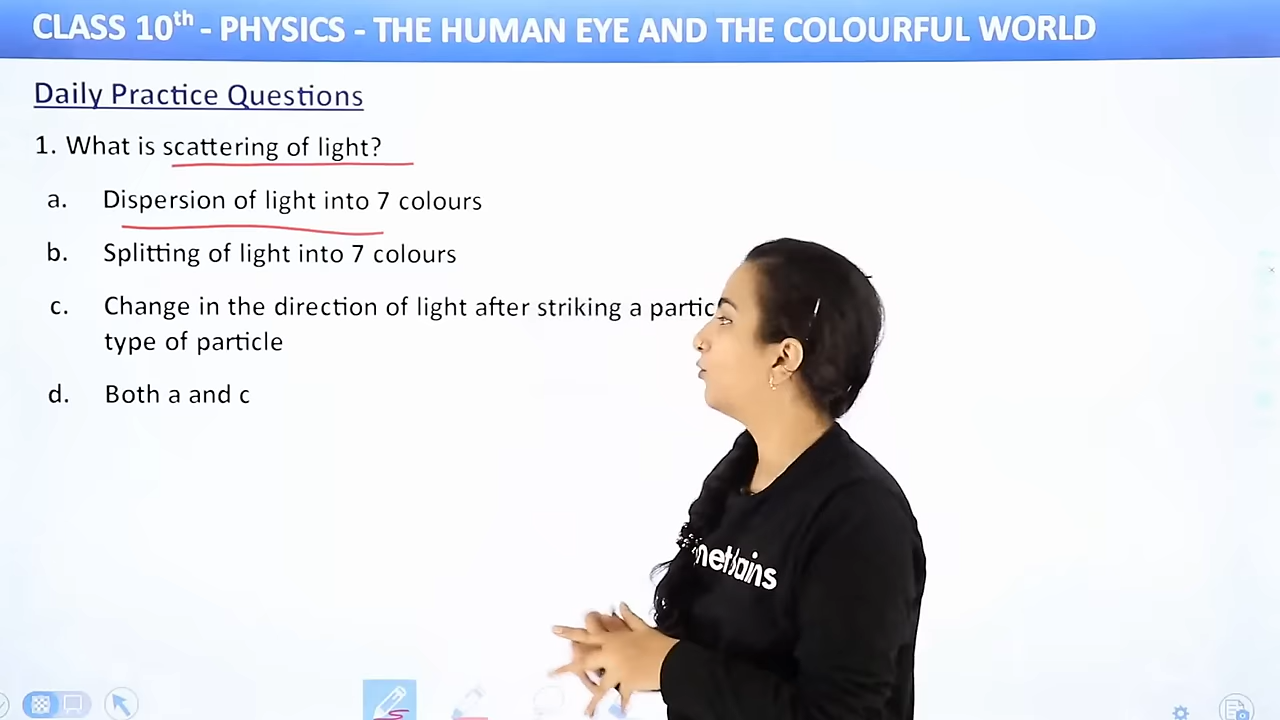 CLASS 10th - PHYSICS - THE HUMAN EYE AND THE COLOURFUL WORLD
Daily Practice Questions
1. What is scattering of light?
a. Dispersion of light into 7 colours
b. Splitting of light into 7 colours
c. Change in the direction of light after striking a
type of particle
d. Both a and c